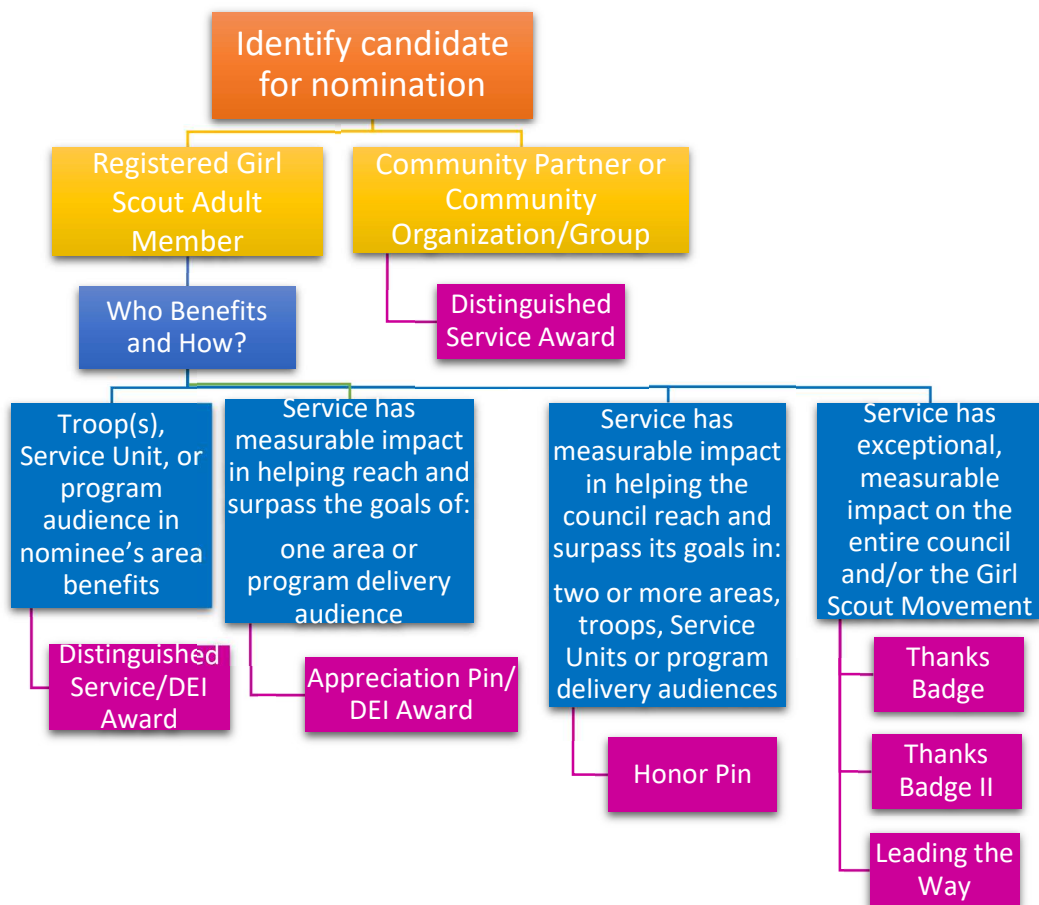 Identify candidate
for nomination
Registered Girl
Scout Adult
Member
Community Partner or
Community
Organization/Group
Distinguished
Service Award
Who Benefits
and How?
Troop(s),
Service Unit, or
program
audience in
nominee's area
benefits
Distinguished
Service/DEI
Award
Service has
measurable impact
in helping reach and
surpass the goals of:
one area or
program delivery
audience
Appreciation Pin/
DEI Award
Service has
measurable impact
in helping the
council reach and
surpass its goals in:
two or more areas,
troops, Service
Units or program
delivery audiences
Honor Pin
Service has
exceptional,
measurable
impact on the
entire council
and/or the Girl
Scout Movement
Thanks
Badge
Thanks
Badge II
Leading the
Way